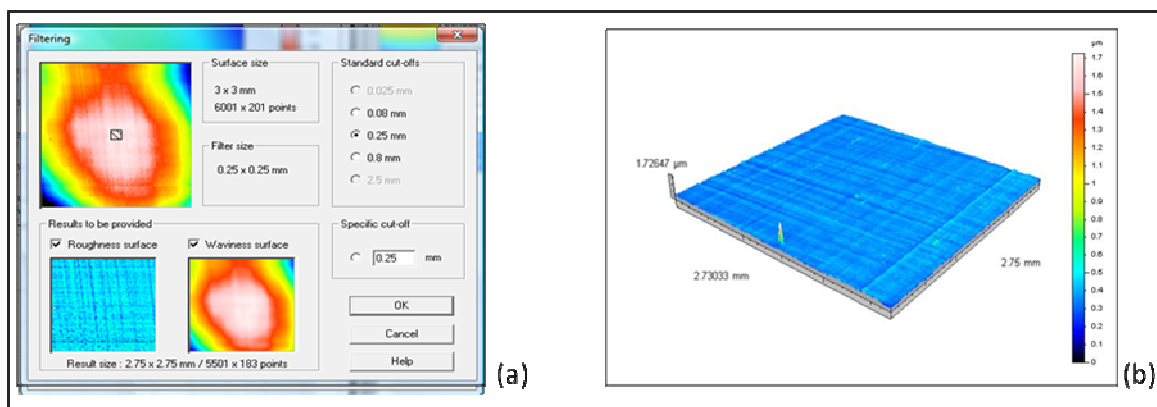 Filtering
Surface size
3 x 3 mm
6001 x 201 points
Filter size
0.25 x 0.25 mm
Standard cut-offs
0.025 mm
0.08 mm
0.25 mm
0.8 mm
2.5 mm
Results to be provided
Roughness surface
Waviness surface
Result size : 2.75 x 2.75 mm / 5501 x 183 points
Specific cut-off
0.25 mm
OK
Cancel
Help
(a)
1.72647 µm
2.73033 mm
2.75 mm
µm
1.7
1.6
1.5
1.4
1.3
1.2
1.1
1
0.9
0.8
0.7
0.6
0.5
0.4
0.3
0.2
0.1
0
(b)